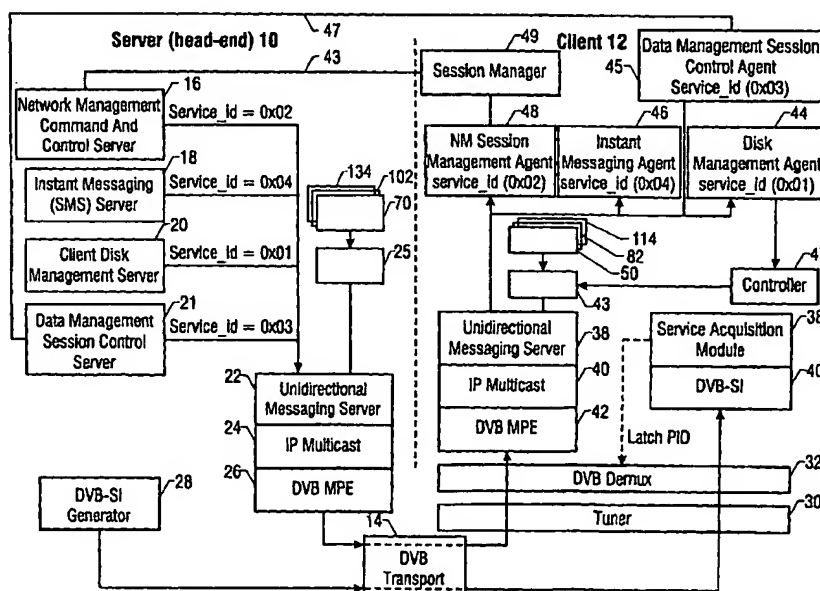 47
Server (head-end) 10
43
49
Client 12
Session Manager
45
Data Management Session
Control Agent
Service_id (0x03)
16
Network Management
Command And
Control Server
Service_id = 0x02
48
46
44
NM Session
Management Agent
service_id (0x02)
Instant
Messaging Agent
service_id (0x04)
Disk
Management Agent
service_id (0x01)
18
Instant Messaging
(SMS) Server
Service_id = 0x04
134
102
70
20
Client Disk
Management Server
Service_id = 0x01
25
114
82
50
43
Controller
21
Data Management
Session Control
Server
Service_id = 0x03
Unidirectional
Messaging Server
38
IP Multicast
40
DVB MPE
42
Service Acquisition
Module
38
DVB-SI
40
22
Unidirectional
Messaging Server
24
IP Multicast
26
DVB MPE
Latch PID
DVB Demux
32
Tuner
30
28
DVB-SI
Generator
14
DVB
Transport